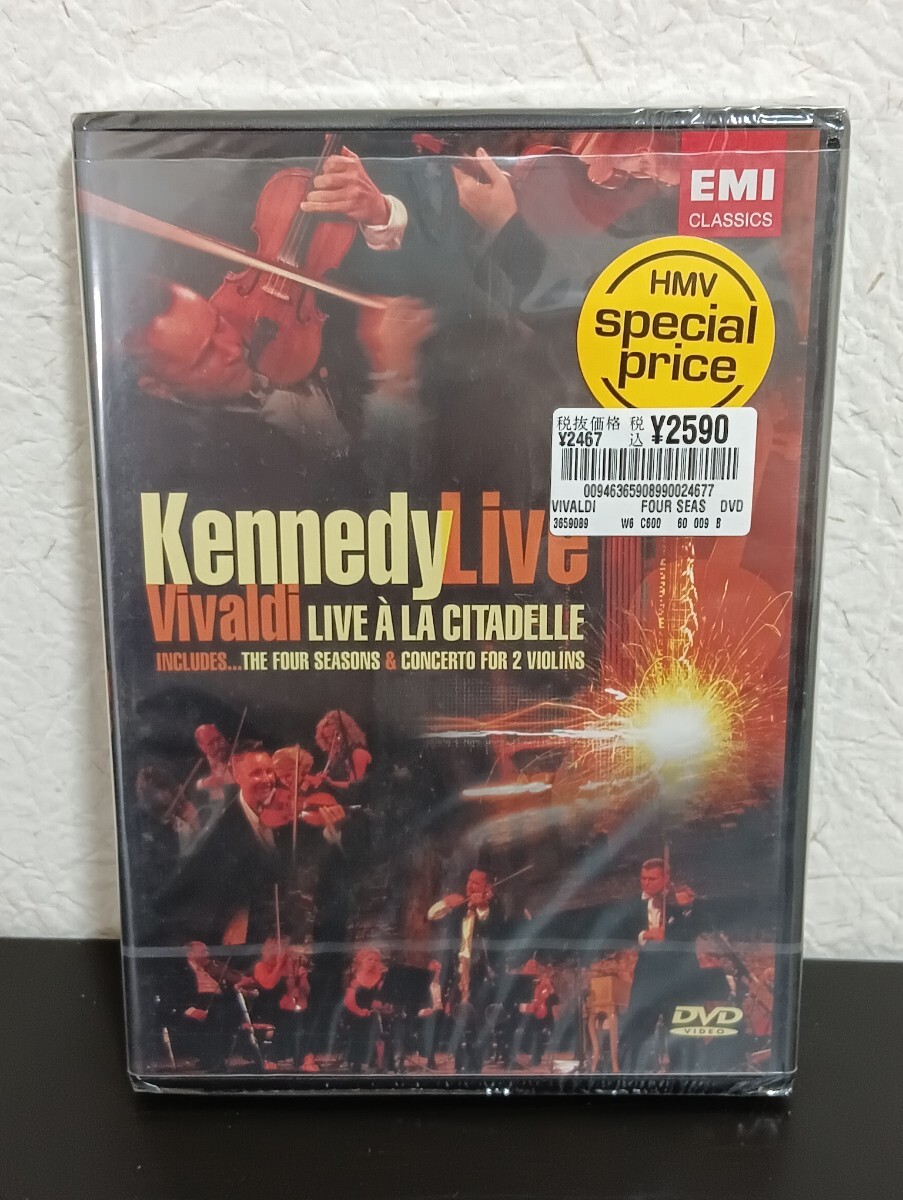 EMI
CLASSICS
HMV
special
price
税抜価格 税込
¥2467 ¥2590
00946365908990024677
VIVALDI FOUR SEAS DVD
3659089 W6 C600 60 009 B
KennedyLive
Vivaldi LIVE À LA CITADELLE
INCLUDES...THE FOUR SEASONS & CONCERTO FOR 2 VIOLINS
DVD
VIDEO